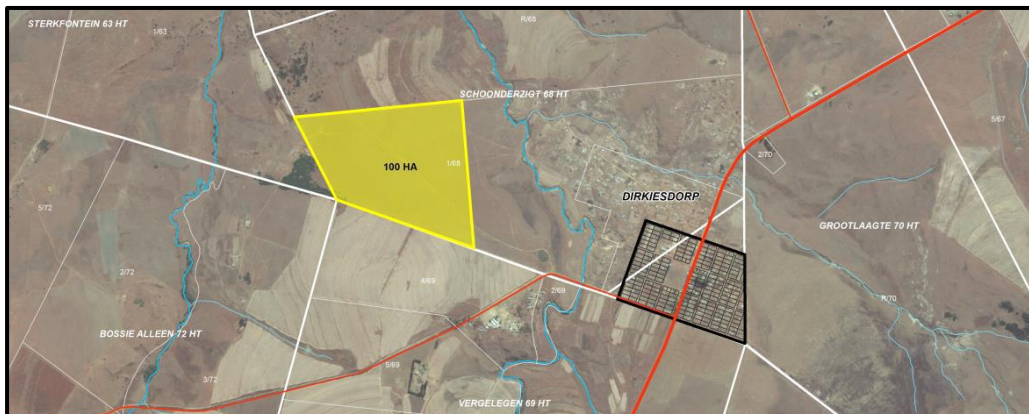 STERKFONTEIN 63 HT
R/68
1/63
SCHOONDERZIGT 68 HT
5/67
2/70
1/68
100 HA
DIRKIESDORP
5/72
GROOTLAAGTE 70 HT
2/72
4/69
2/69
R/70
BOSSIE ALLEEN 72 HT
5/69
3/72
VERGELEGEN 69 HT